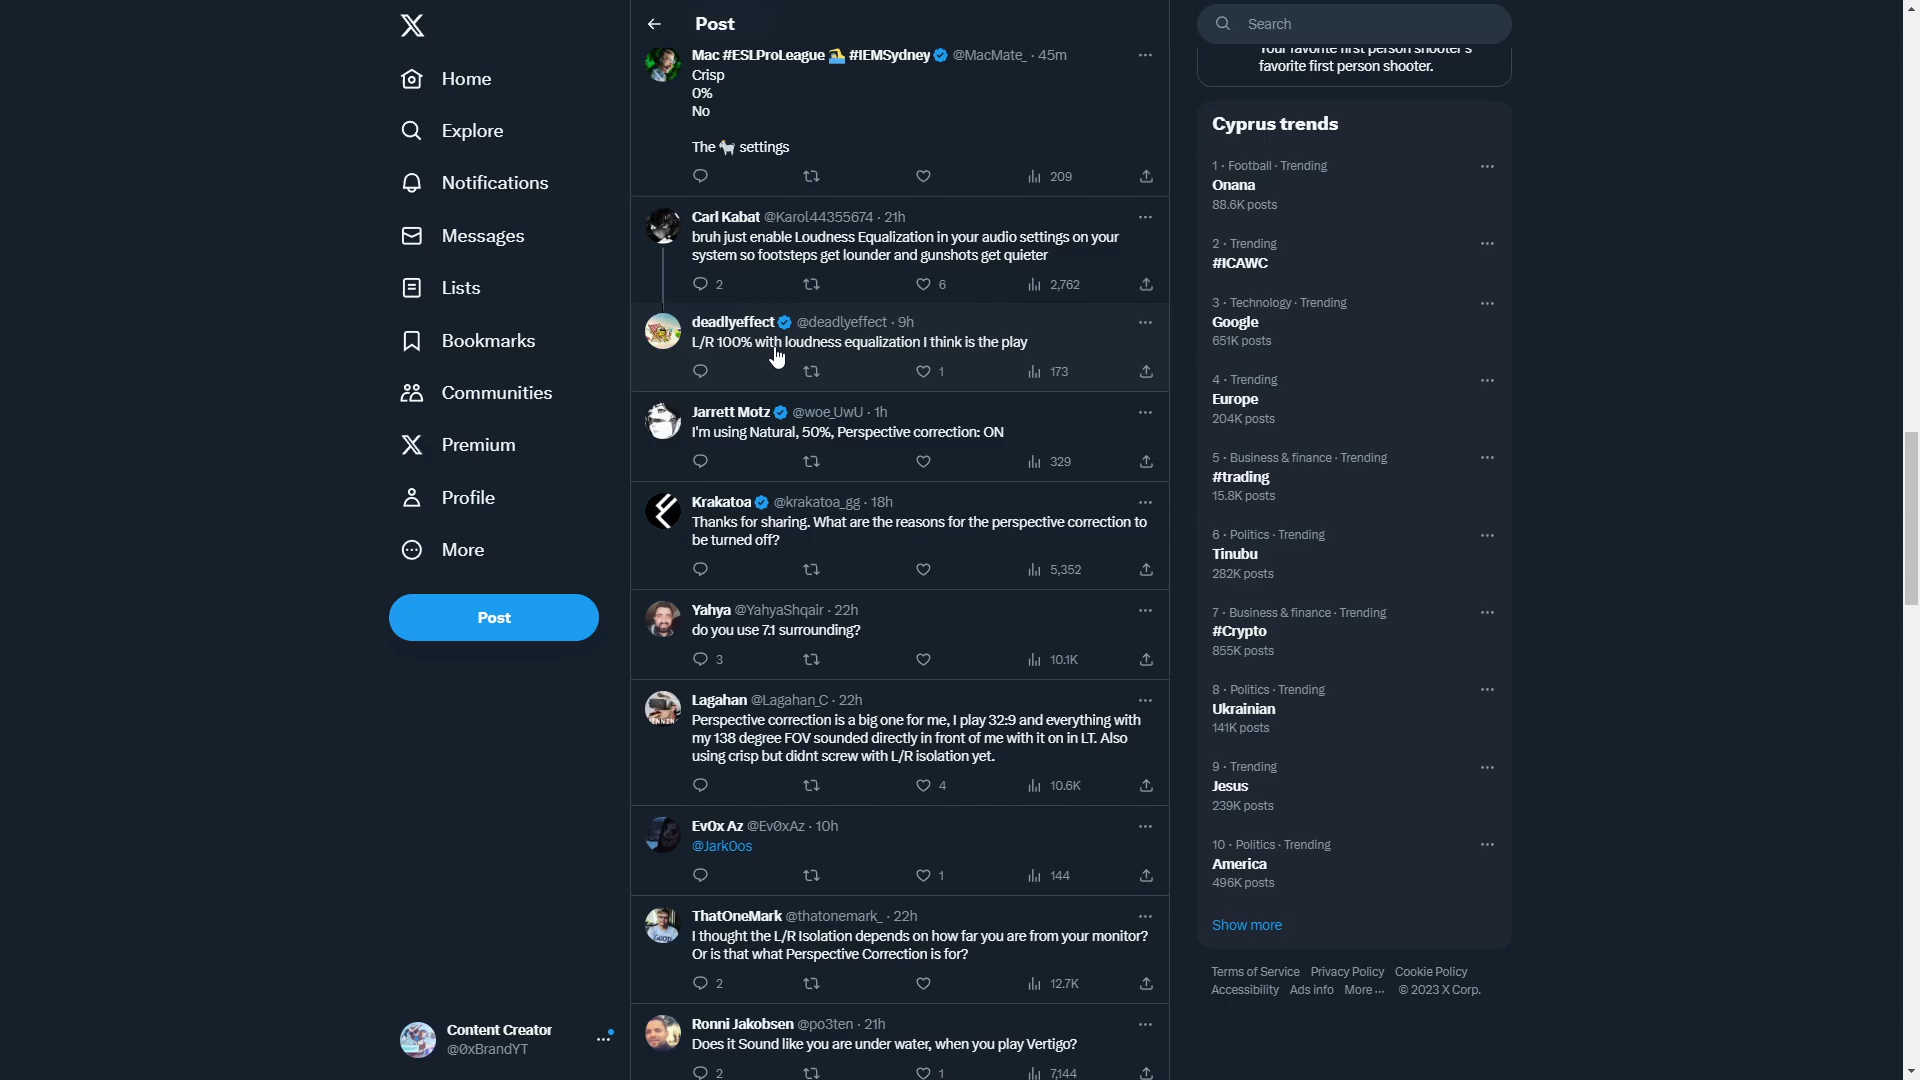 Home
Explore
Notifications
Messages
Lists
Bookmarks
Communities
Premium
Profile
More
Post
Content Creator
@0xBrandYT
Post
Mac #ESLProLeague 🏊 #IEMSydney @MacMate_ · 45m
Crisp
0%
No
The 🐐 settings
209
Carl Kabat @Karol44355674 · 21h
bruh just enable Loudness Equalization in your audio settings on your
system so footsteps get lounder and gunshots get quieter
2 6 2,762
deadlyeffect @deadlyeffect · 9h
L/R 100% with loudness equalization I think is the play
1 173
Jarrett Motz @woe_UwU · 1h
I'm using Natural, 50%, Perspective correction: ON
329
Krakatoa @krakatoa_gg · 18h
Thanks for sharing. What are the reasons for the perspective correction to
be turned off?
5,352
Yahya @YahyaShqair · 22h
do you use 7.1 surrounding?
3 10.1K
Lagahan @Lagahan_C · 22h
Perspective correction is a big one for me, I play 32:9 and everything with
my 138 degree FOV sounded directly in front of me with it on in LT. Also
using crisp but didnt screw with L/R isolation yet.
4 10.6K
Ev0x Az @Ev0xAz · 10h
@Jark0os
1 144
ThatOneMark @thatonemark_ · 22h
I thought the L/R Isolation depends on how far you are from your monitor?
Or is that what Perspective Correction is for?
2 12.7K
Ronni Jakobsen @po3ten · 21h
Does it Sound like you are under water, when you play Vertigo?
2 1 7,144
Search
Your favorite first person shooter's
favorite first person shooter.
Cyprus trends
1 · Football · Trending
Onana
88.6K posts
2 · Trending
#ICAWC
3 · Technology · Trending
Google
651K posts
4 · Trending
Europe
204K posts
5 · Business & finance · Trending
#trading
15.8K posts
6 · Politics · Trending
Tinubu
282K posts
7 · Business & finance · Trending
#Crypto
855K posts
8 · Politics · Trending
Ukrainian
141K posts
9 · Trending
Jesus
239K posts
10 · Politics · Trending
America
496K posts
Show more
Terms of Service Privacy Policy Cookie Policy
Accessibility Ads info More ... © 2023 X Corp.